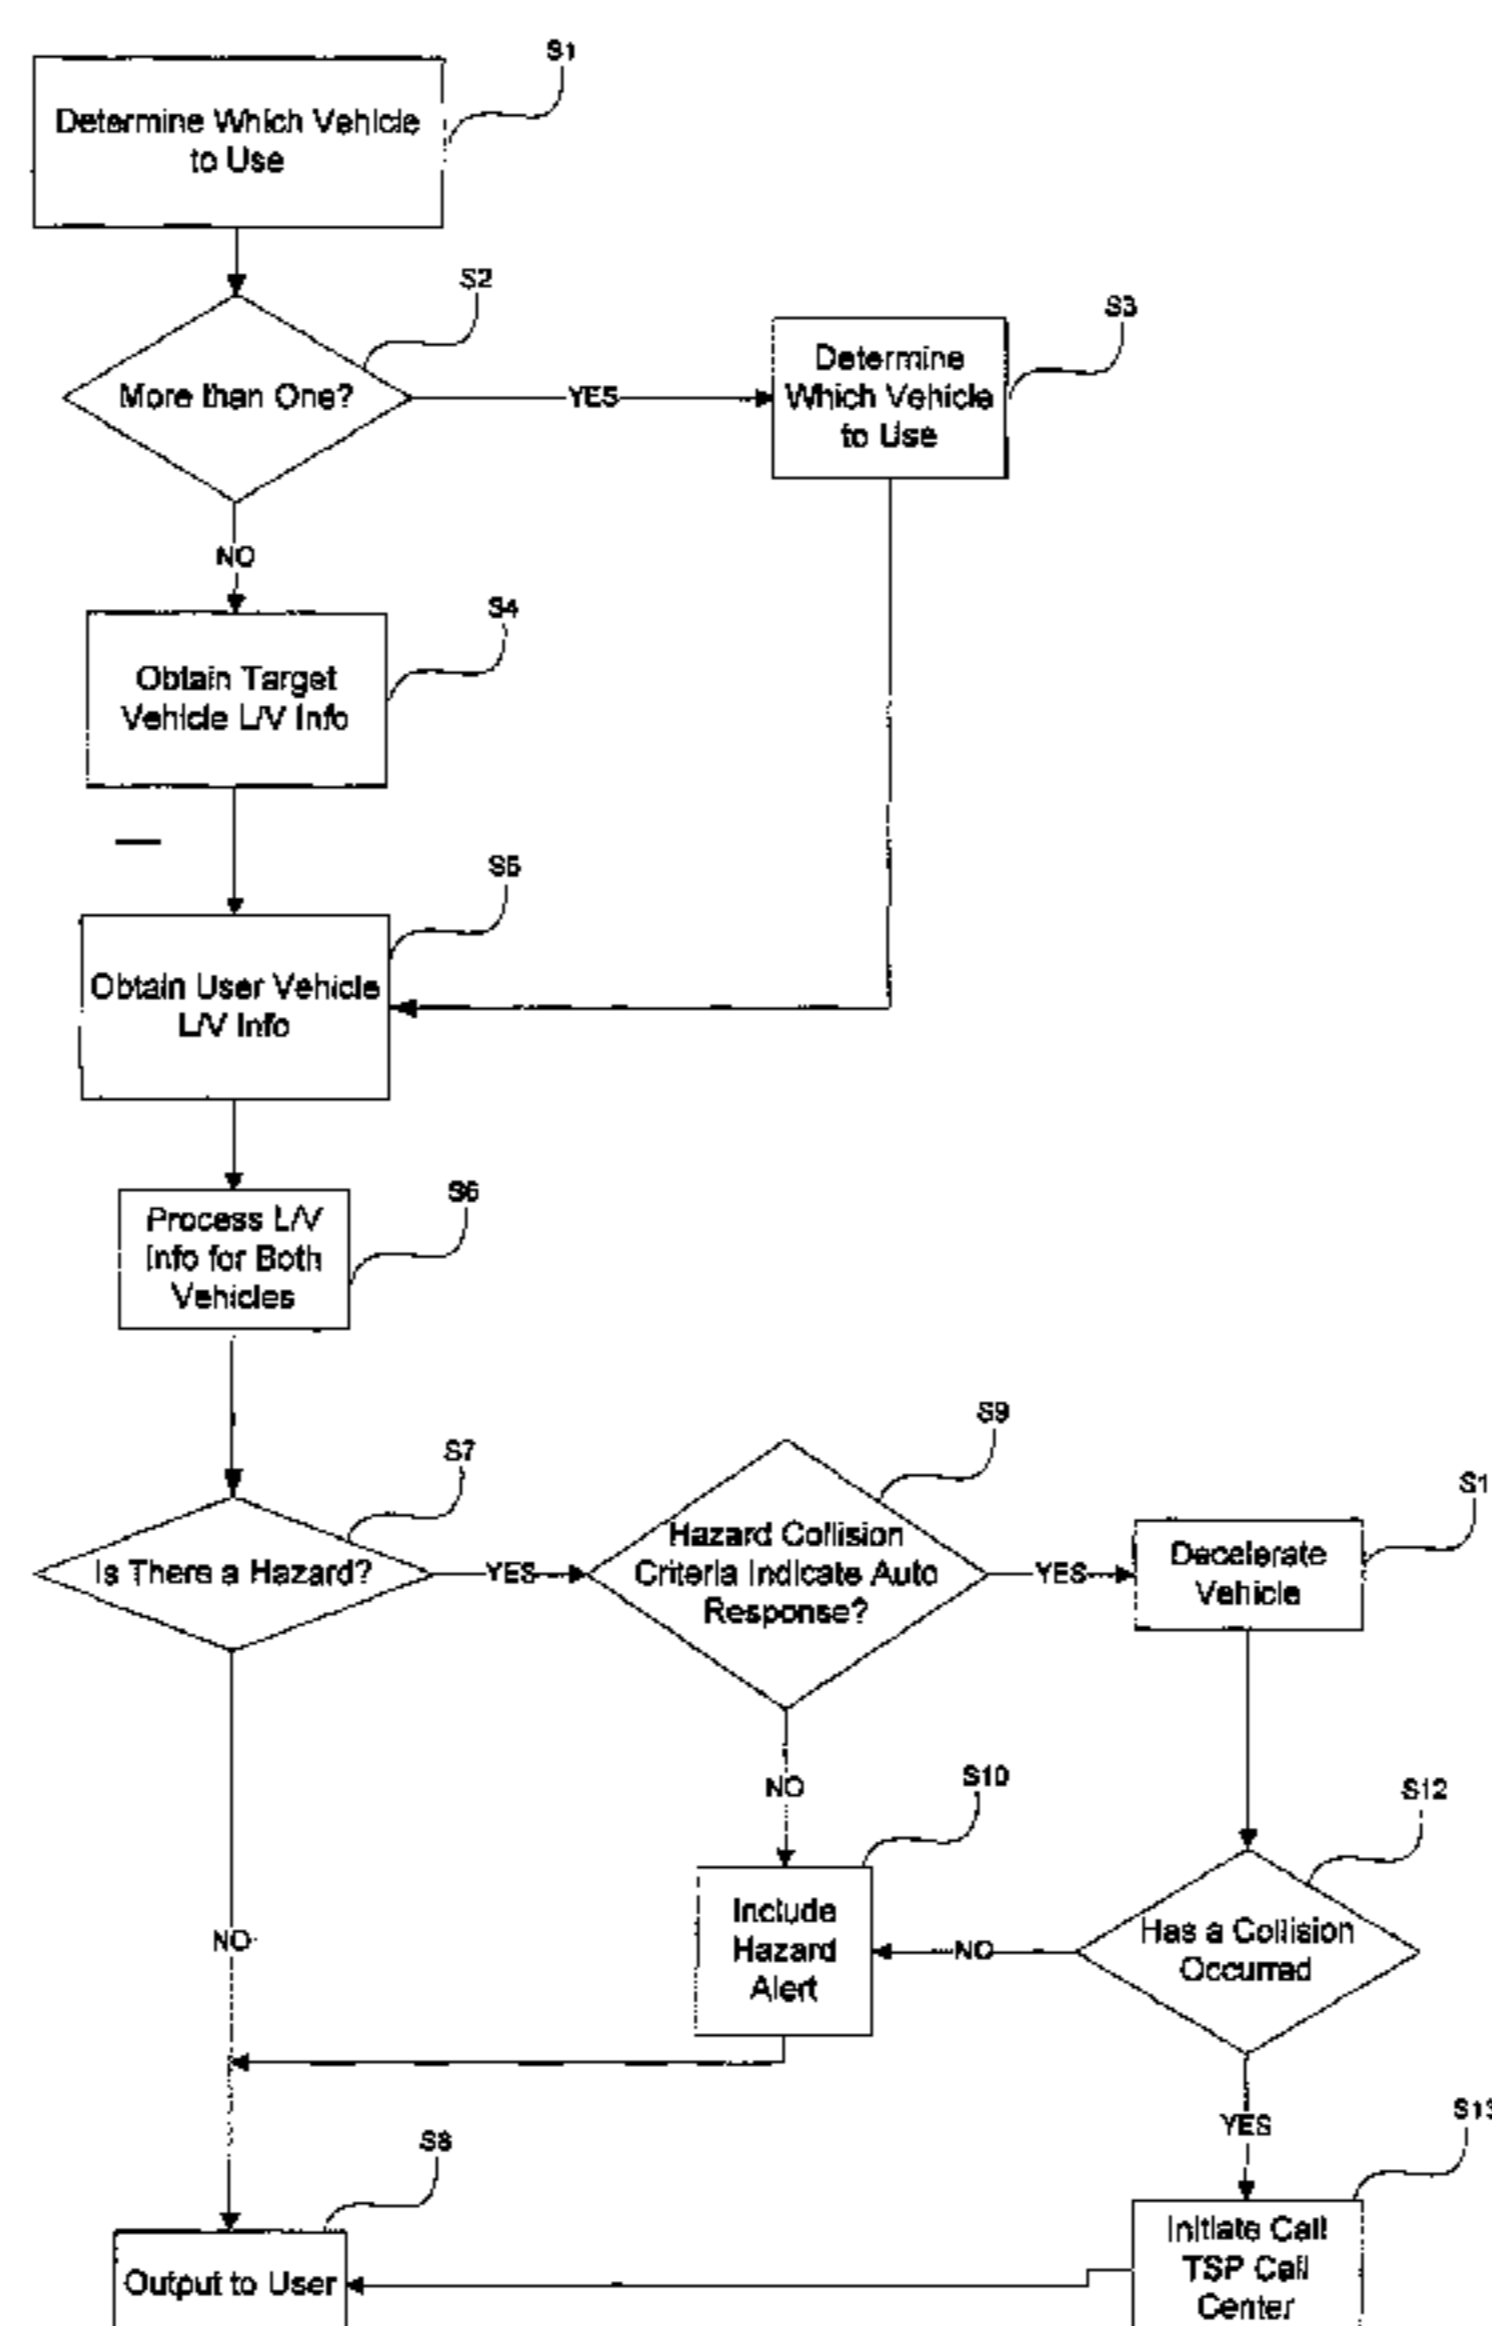 S1
Determine Which Vehicle
to Use
S2
More than One?
YES
S3
Determine
Which Vehicle
to Use
NO
S4
Obtain Target
Vehicle L/V Info
S5
Obtain User Vehicle
L/V Info
S6
Process L/V
Info for Both
Vehicles
S7
Is There a Hazard?
YES
S9
Hazard Collision
Criteria Indicate Auto
Response?
YES
S1
Decelerate
Vehicle
NO
S10
Include
Hazard
Alert
S12
Has a Collision
Occurred
NO
NO
YES
S13
Initiate Call
TSP Call
Center
S8
Output to User